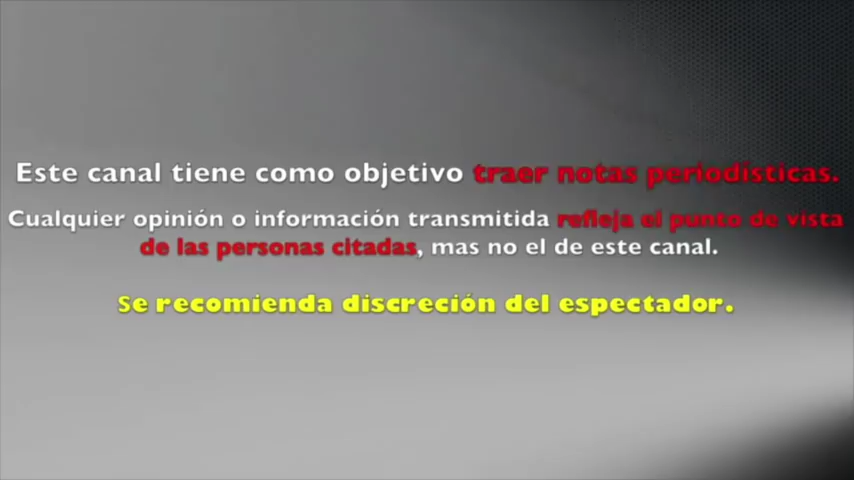 Este canal tiene como objetivo traer notas periodísticas.
Cualquier opinión o información transmitida refleja el punto de vista
de las personas citadas, mas no el de este canal.
Se recomienda discreción del espectador.